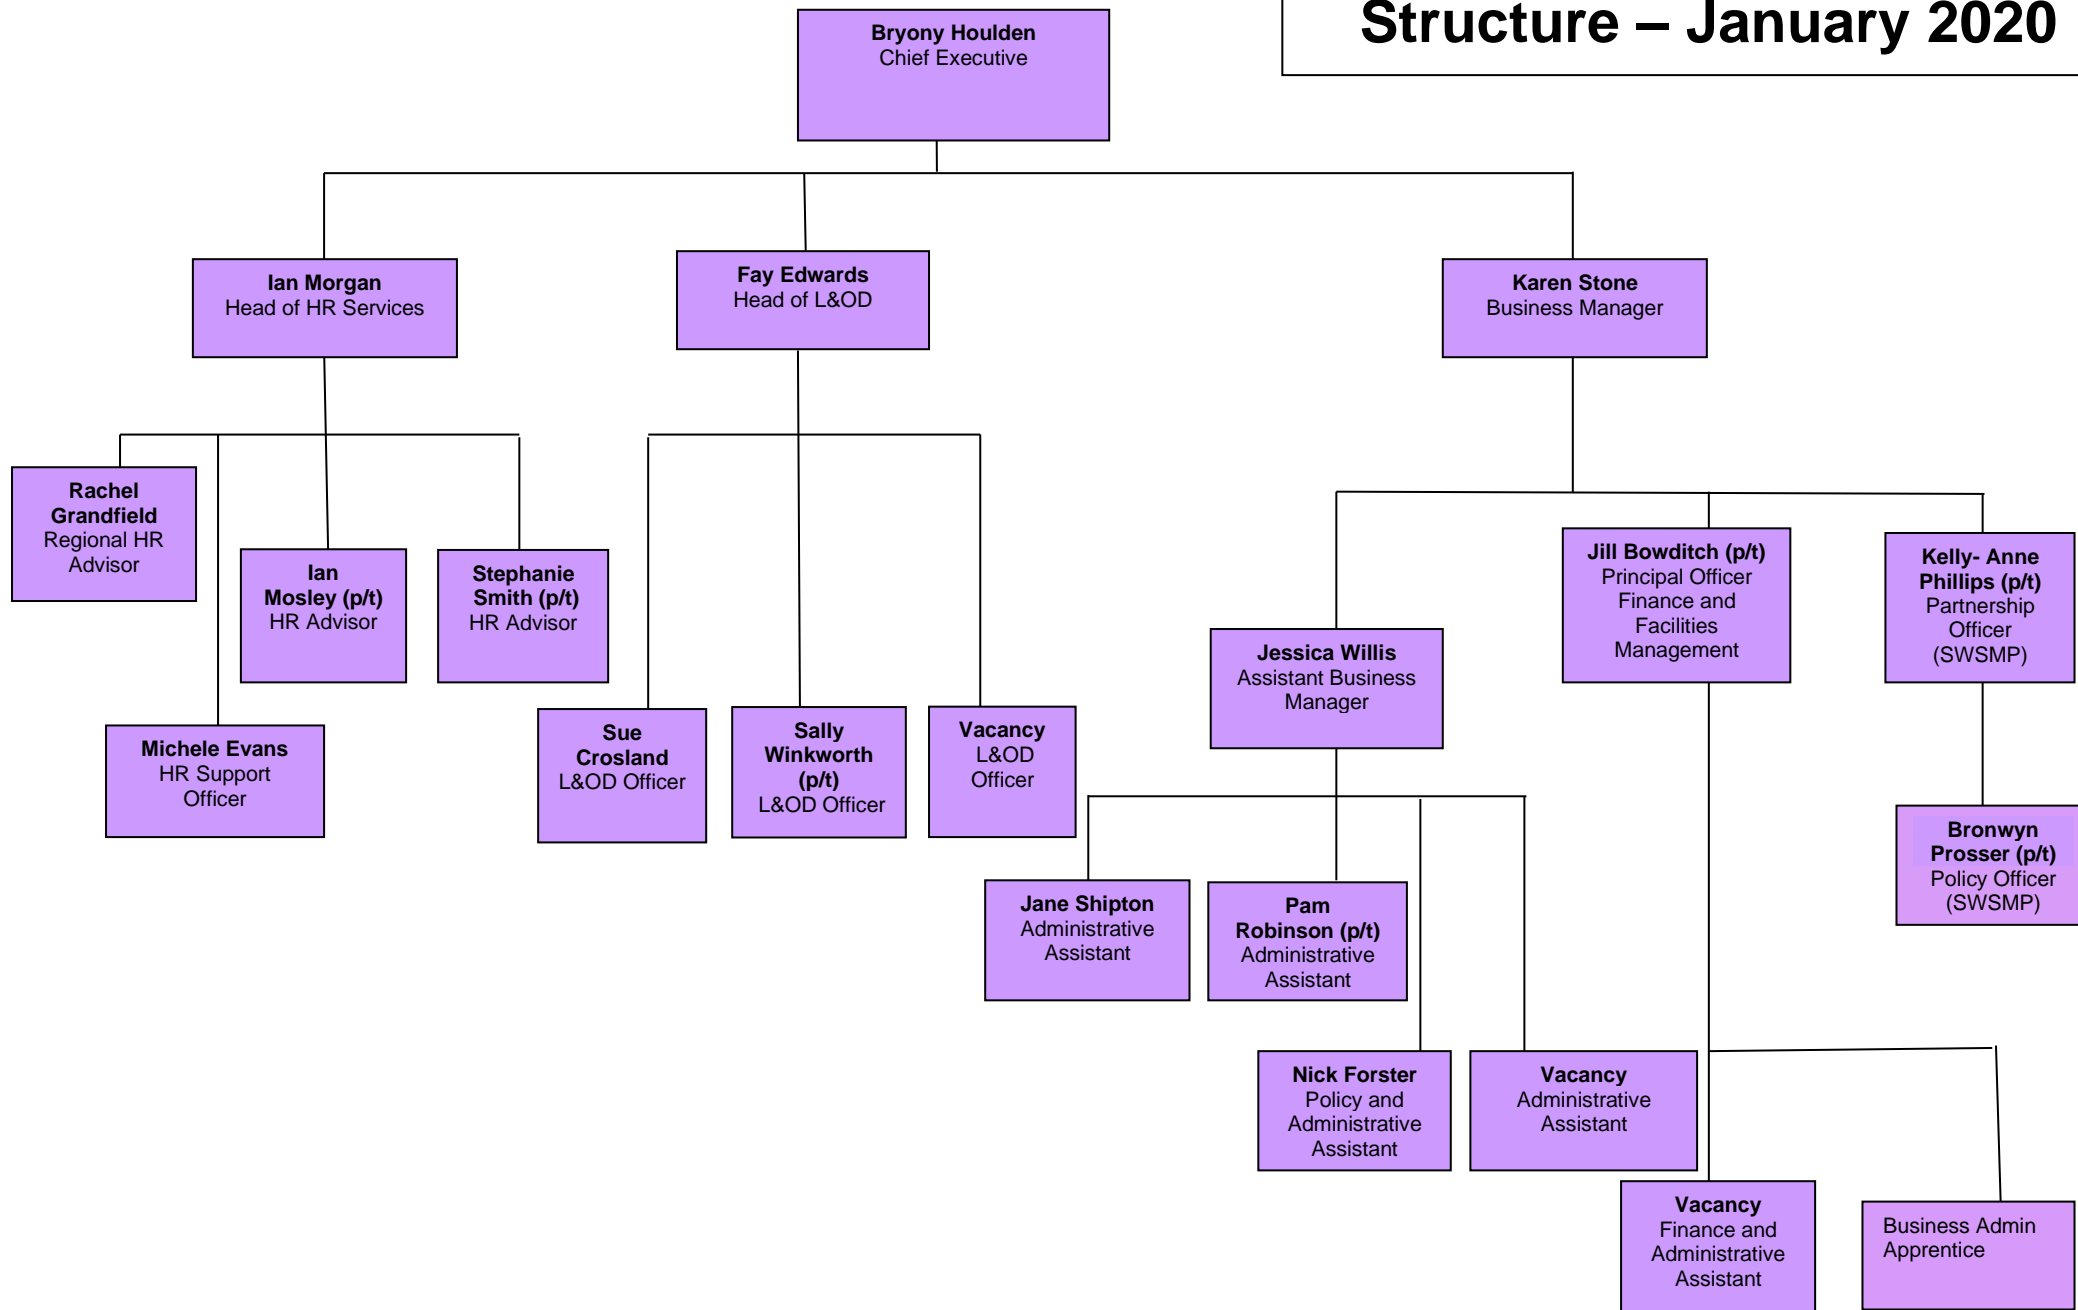 Structure – January 2020
Bryony Houlden
Chief Executive
Ian Morgan
Head of HR Services
Fay Edwards
Head of L&OD
Karen Stone
Business Manager
Rachel
Grandfield
Regional HR
Advisor
Ian
Mosley (p/t)
HR Advisor
Stephanie
Smith (p/t)
HR Advisor
Michele Evans
HR Support
Officer
Sue
Crosland
L&OD Officer
Sally
Winkworth
(p/t)
L&OD Officer
Vacancy
L&OD
Officer
Jessica Willis
Assistant Business
Manager
Jill Bowditch (p/t)
Principal Officer
Finance and
Facilities
Management
Kelly- Anne
Phillips (p/t)
Partnership
Officer
(SWSMP)
Bronwyn
Prosser (p/t)
Policy Officer
(SWSMP)
Jane Shipton
Administrative
Assistant
Pam
Robinson (p/t)
Administrative
Assistant
Nick Forster
Policy and
Administrative
Assistant
Vacancy
Administrative
Assistant
Vacancy
Finance and
Administrative
Assistant
Business Admin
Apprentice